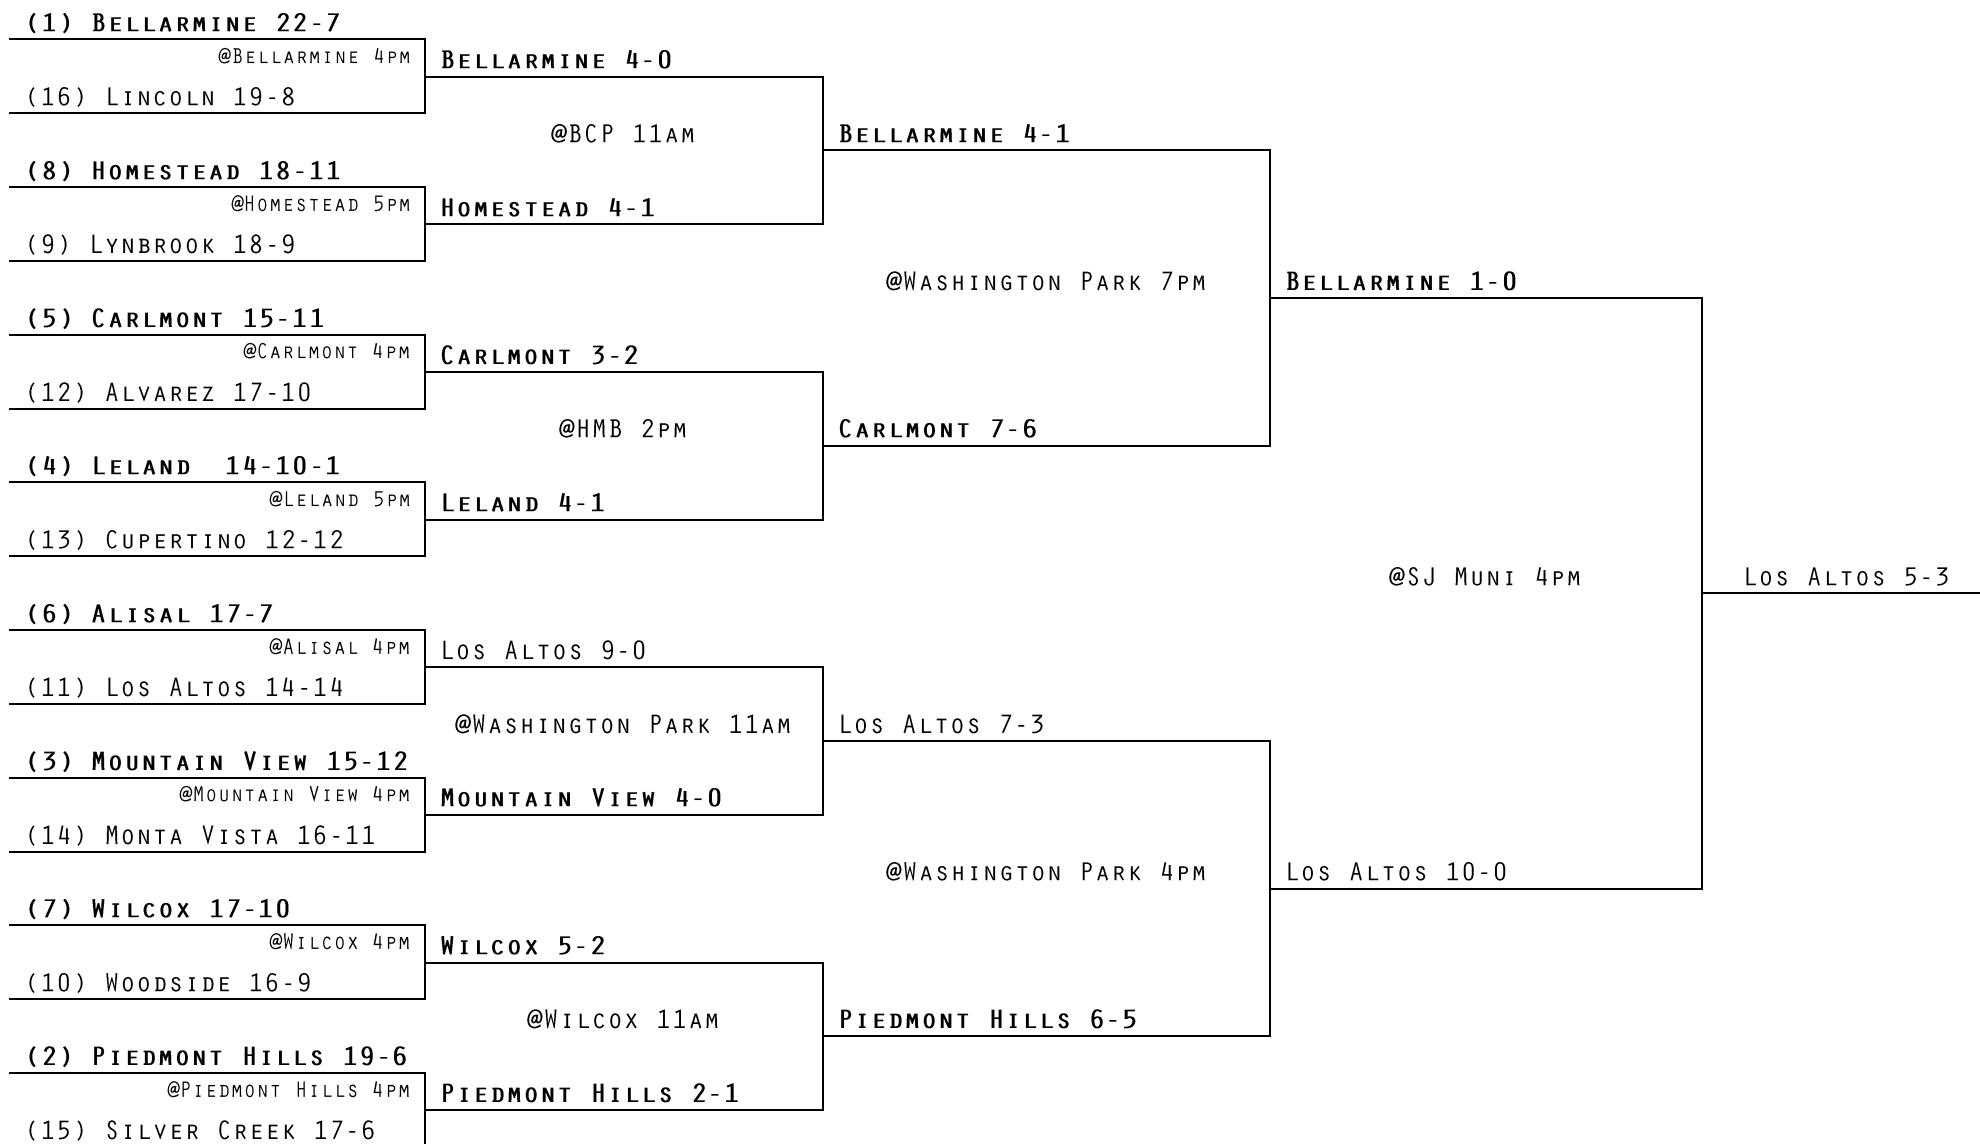 (1) Bellarmine 22-7
@Bellarmine 4pm
(16) Lincoln 19-8
(8) Homestead 18-11
@Homestead 5pm
(9) Lynbrook 18-9
(5) Carlmont 15-11
@Carlmont 4pm
(12) Alvarez 17-10
(4) Leland 14-10-1
@Leland 5pm
(13) Cupertino 12-12
(6) Alisal 17-7
@Alisal 4pm
(11) Los Altos 14-14
(3) Mountain View 15-12
@Mountain View 4pm
(14) Monta Vista 16-11
(7) Wilcox 17-10
@Wilcox 4pm
(10) Woodside 16-9
(2) Piedmont Hills 19-6
@Piedmont Hills 4pm
(15) Silver Creek 17-6
Bellarmine 4-0
@BCP 11am
Homestead 4-1
Carlmont 3-2
@HMB 2pm
Leland 4-1
Los Altos 9-0
@Washington Park 11am
Mountain View 4-0
Wilcox 5-2
@Wilcox 11am
Piedmont Hills 2-1
Bellarmine 4-1
@Washington Park 7pm
Carlmont 7-6
Los Altos 7-3
@Washington Park 4pm
Piedmont Hills 6-5
Bellarmine 1-0
@SJ Muni 4pm
Los Altos 10-0
Los Altos 5-3